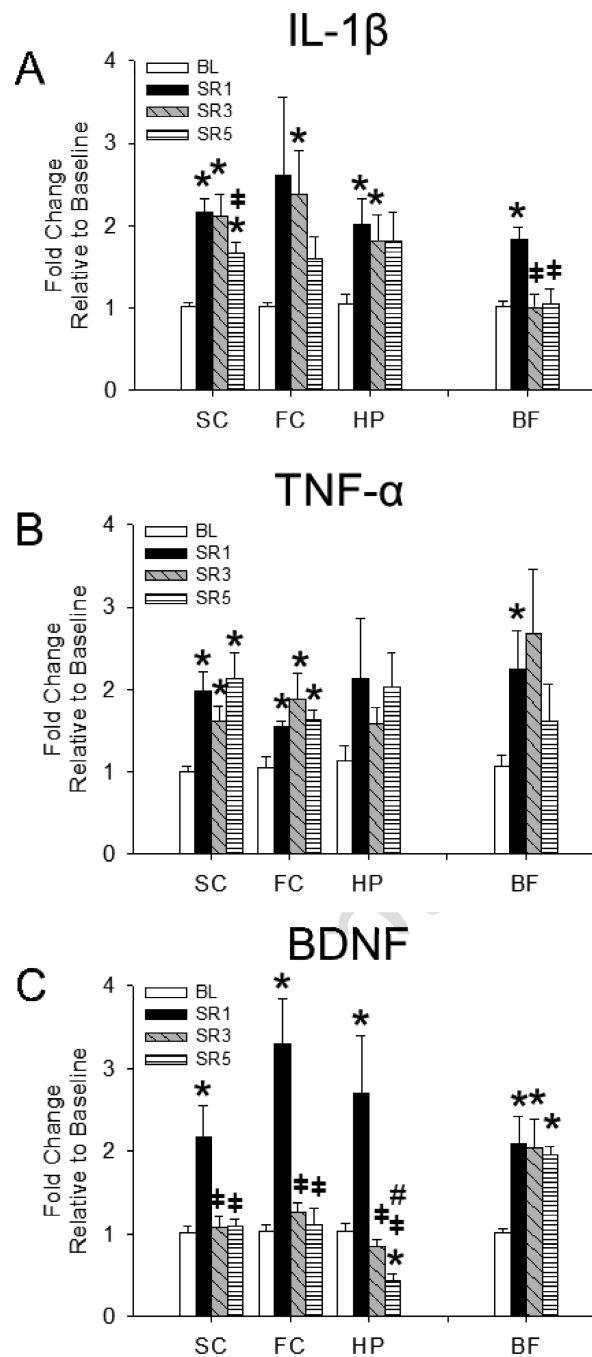 IL-1β
A
BL
SR1
SR3
SR5
Fold Change
Relative to Baseline
4
3
2
1
0
* * ‡ *
*
* *
* ‡ ‡
SC FC HP BF
TNF-α
B
BL
SR1
SR3
SR5
Fold Change
Relative to Baseline
4
3
2
1
0
* * *
* * *
*
SC FC HP BF
BDNF
C
BL
SR1
SR3
SR5
Fold Change
Relative to Baseline
4
3
2
1
0
* ‡ ‡
* ‡ ‡
* ‡ # ‡ *
* * *
SC FC HP BF